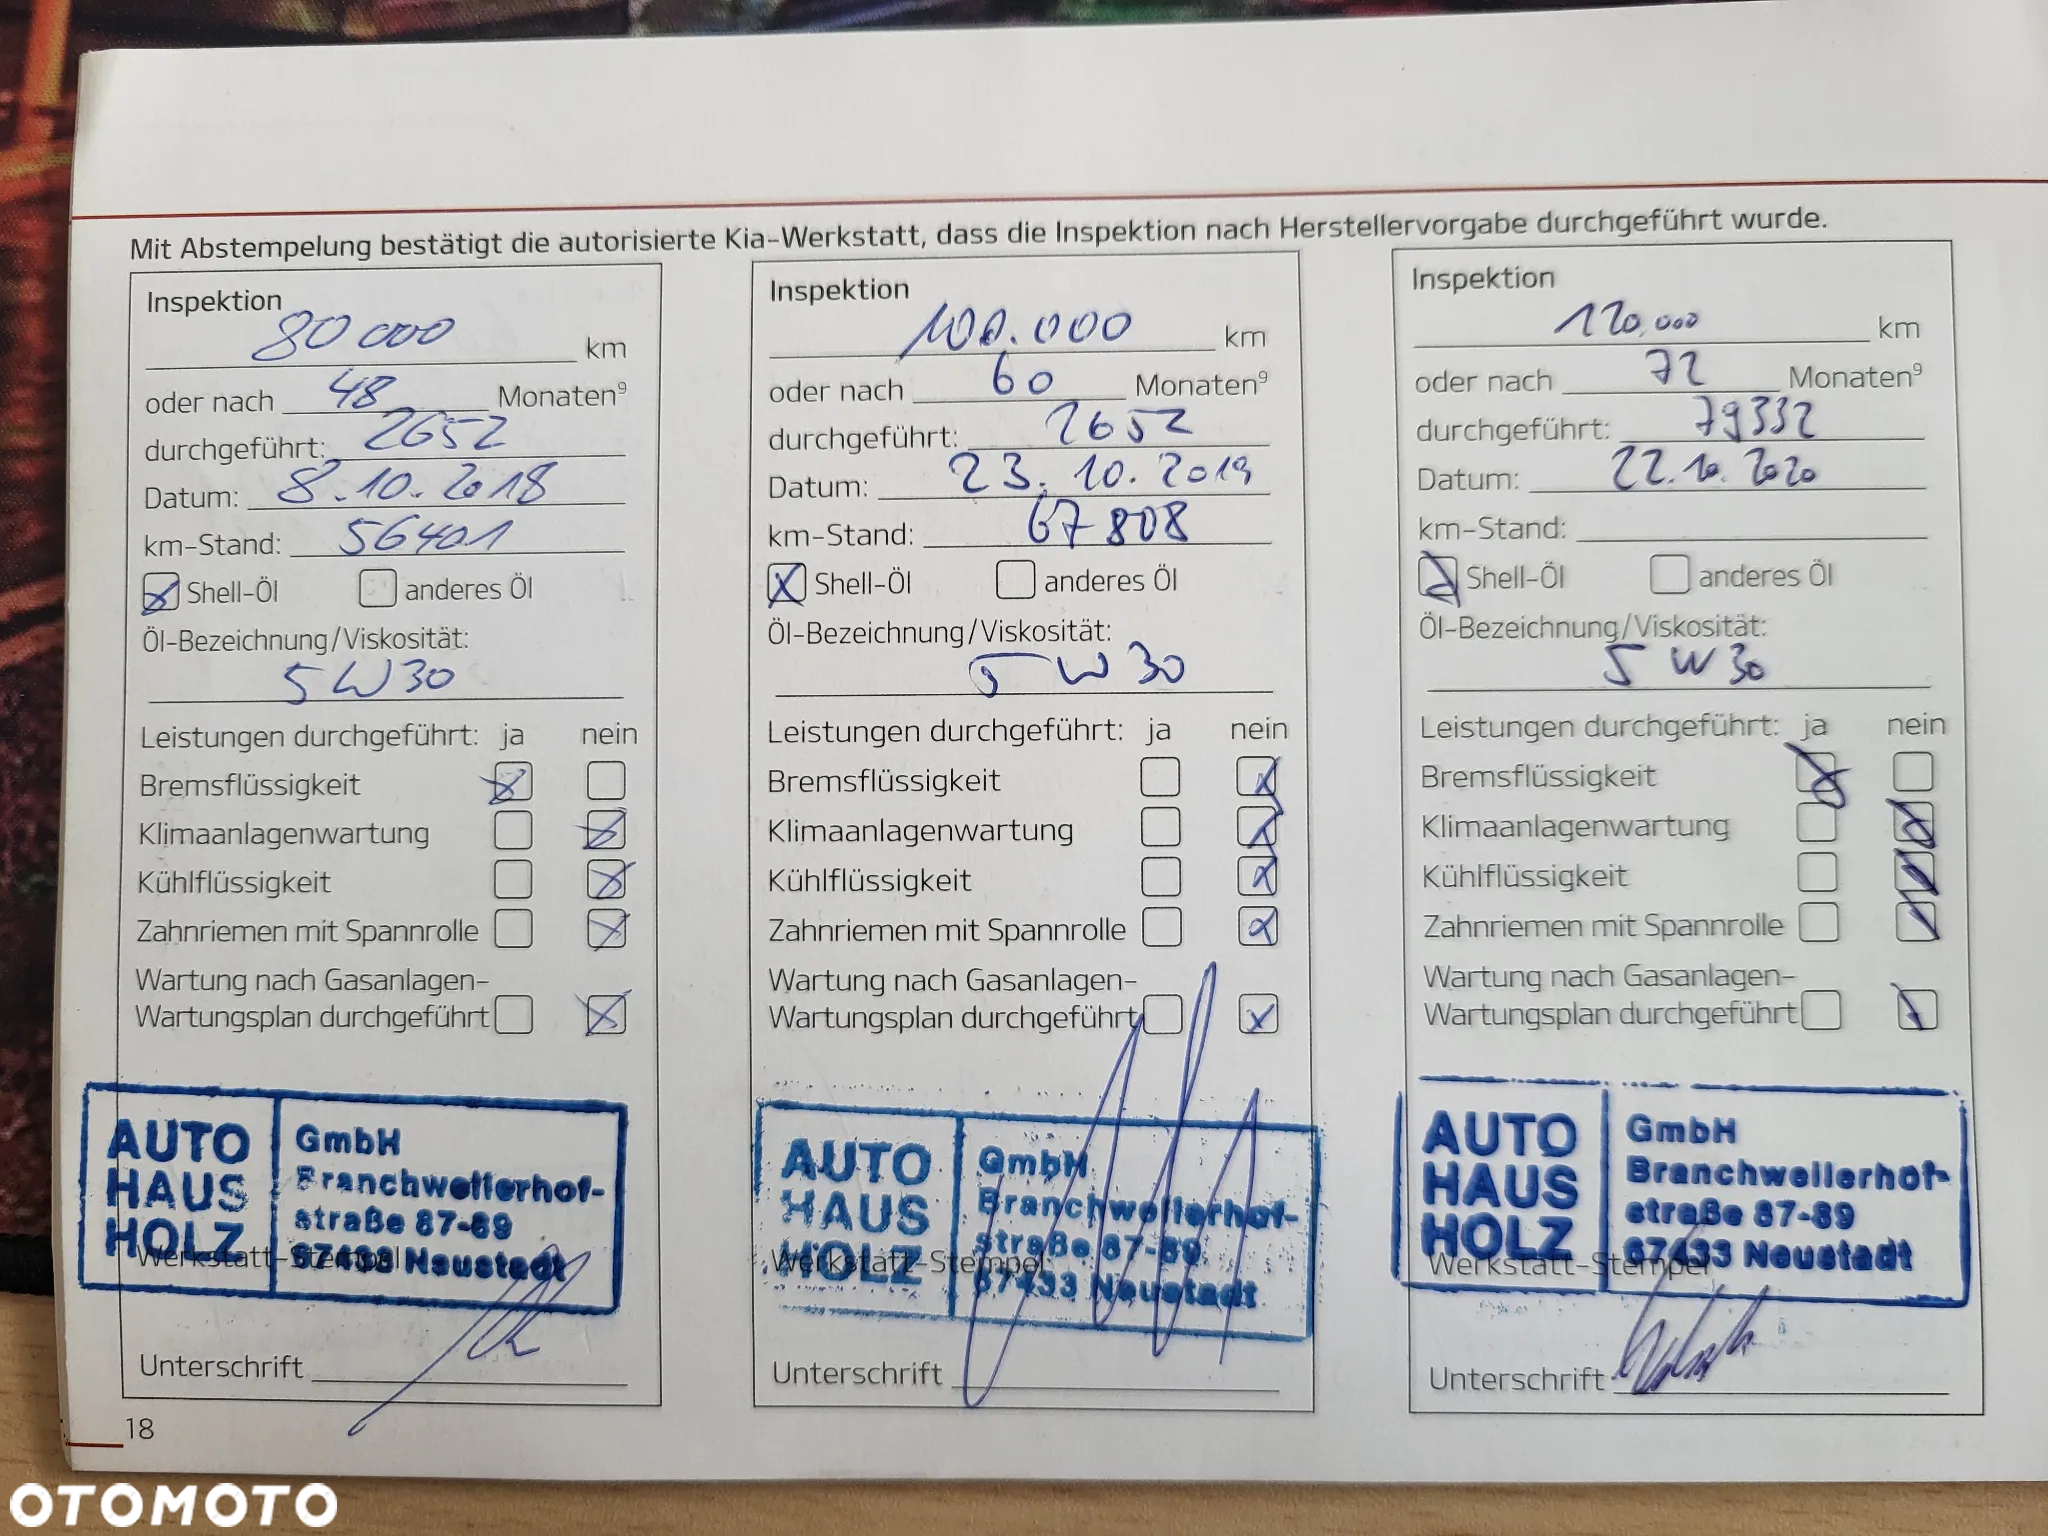 Mit Abstempelung bestätigt die autorisierte Kia-Werkstatt, dass die Inspektion nach Herstellervorgabe durchgeführt wurde.
Inspektion
80 000 km
oder nach 48 Monaten⁹
durchgeführt: 2652
Datum: 8.10.2018
km-Stand: 56401
Shell-Öl anderes Öl
Öl-Bezeichnung/Viskosität:
5W30
Leistungen durchgeführt: ja nein
Bremsflüssigkeit
Klimaanlagenwartung
Kühlflüssigkeit
Zahnriemen mit Spannrolle
Wartung nach Gasanlagen-
Wartungsplan durchgeführt
AUTO
HAUS
HOLZ
GmbH
Branchweilerhof-
straße 87-89
67433 Neustadt
Werkstatt-Stempel
Unterschrift
Inspektion
100.000 km
oder nach 60 Monaten⁹
durchgeführt: 2652
Datum: 23.10.2019
km-Stand: 67808
Shell-Öl anderes Öl
Öl-Bezeichnung/Viskosität:
5W30
Leistungen durchgeführt: ja nein
Bremsflüssigkeit
Klimaanlagenwartung
Kühlflüssigkeit
Zahnriemen mit Spannrolle
Wartung nach Gasanlagen-
Wartungsplan durchgeführt
AUTO
HAUS
HOLZ
GmbH
Branchweilerhof-
straße 87-89
67433 Neustadt
Werkstatt-Stempel
Unterschrift
Inspektion
120.000 km
oder nach 72 Monaten⁹
durchgeführt: 79332
Datum: 22.10.2020
km-Stand:
Shell-Öl anderes Öl
Öl-Bezeichnung/Viskosität:
5W30
Leistungen durchgeführt: ja nein
Bremsflüssigkeit
Klimaanlagenwartung
Kühlflüssigkeit
Zahnriemen mit Spannrolle
Wartung nach Gasanlagen-
Wartungsplan durchgeführt
AUTO
HAUS
HOLZ
GmbH
Branchweilerhof-
straße 87-89
67433 Neustadt
Werkstatt-Stempel
Unterschrift
18
OTOMOTO